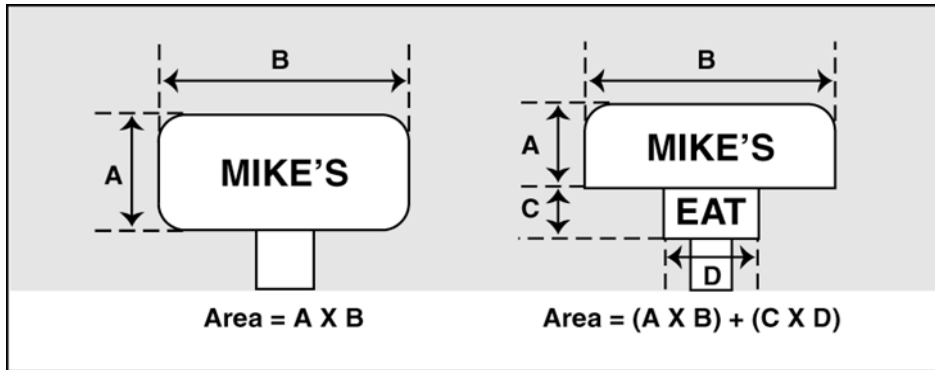 B
A
MIKE'S
Area = A X B
B
A
MIKE'S
C
EAT
D
Area = (A X B) + (C X D)